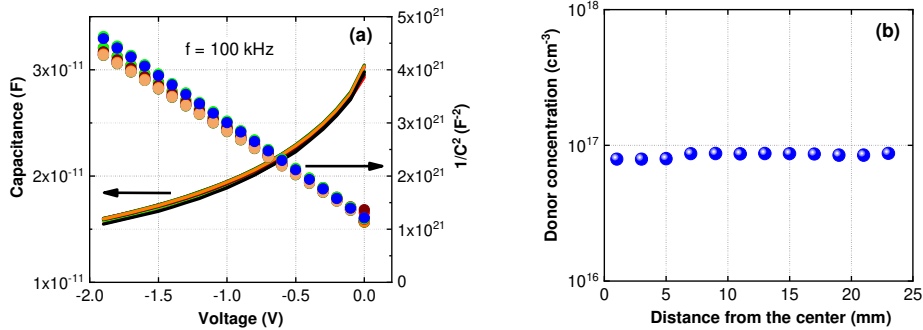 (a)
f = 100 kHz
Capacitance (F)
3x10⁻¹¹
2x10⁻¹¹
1x10⁻¹¹
-2.0 -1.5 -1.0 -0.5 0.0
Voltage (V)
5x10²¹
4x10²¹
3x10²¹
2x10²¹
1x10²¹
0
1/C² (F⁻²)
(b)
Donor concentration (cm⁻³)
10¹⁸
10¹⁷
10¹⁶
0 5 10 15 20 25
Distance from the center (mm)